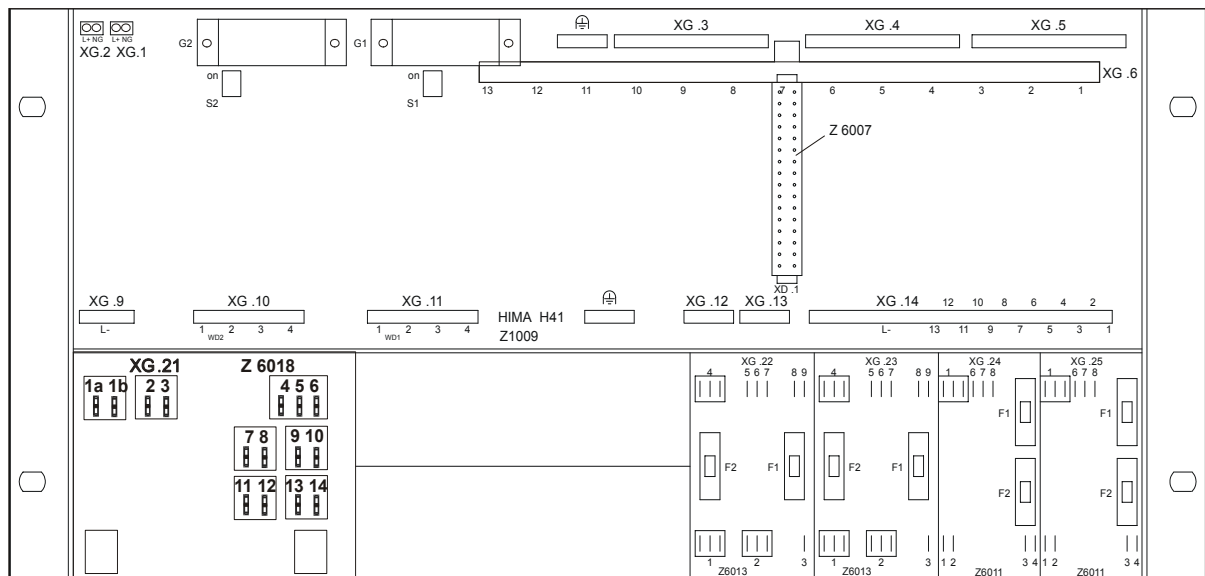 L+ NG L+ NG
XG.2 XG.1
G2
G1
XG .3
XG .4
XG .5
on
S2
on
S1
XG .6
13 12 11 10 9 8 7 6 5 4 3 2 1
Z 6007
XD .1
XG .9
L-
XG .10
1 2 3 4
WD2
XG .11
1 2 3 4
WD1
HIMA H41
Z1009
XG .12
XG .13
XG .14
12 10 8 6 4 2
L- 13 11 9 7 5 3 1
XG.21
Z 6018
1a 1b 2 3 4 5 6
7 8 9 10
11 12 13 14
XG .22
4 5 6 7 8 9
F2 F1
1 2 3
Z6013
XG .23
4 5 6 7 8 9
F2 F1
1 2 3
Z6013
XG .24
1 6 7 8
F1
F2
1 2 3 4
Z6011
XG .25
1 6 7 8
F1
F2
1 2 3 4
Z6011